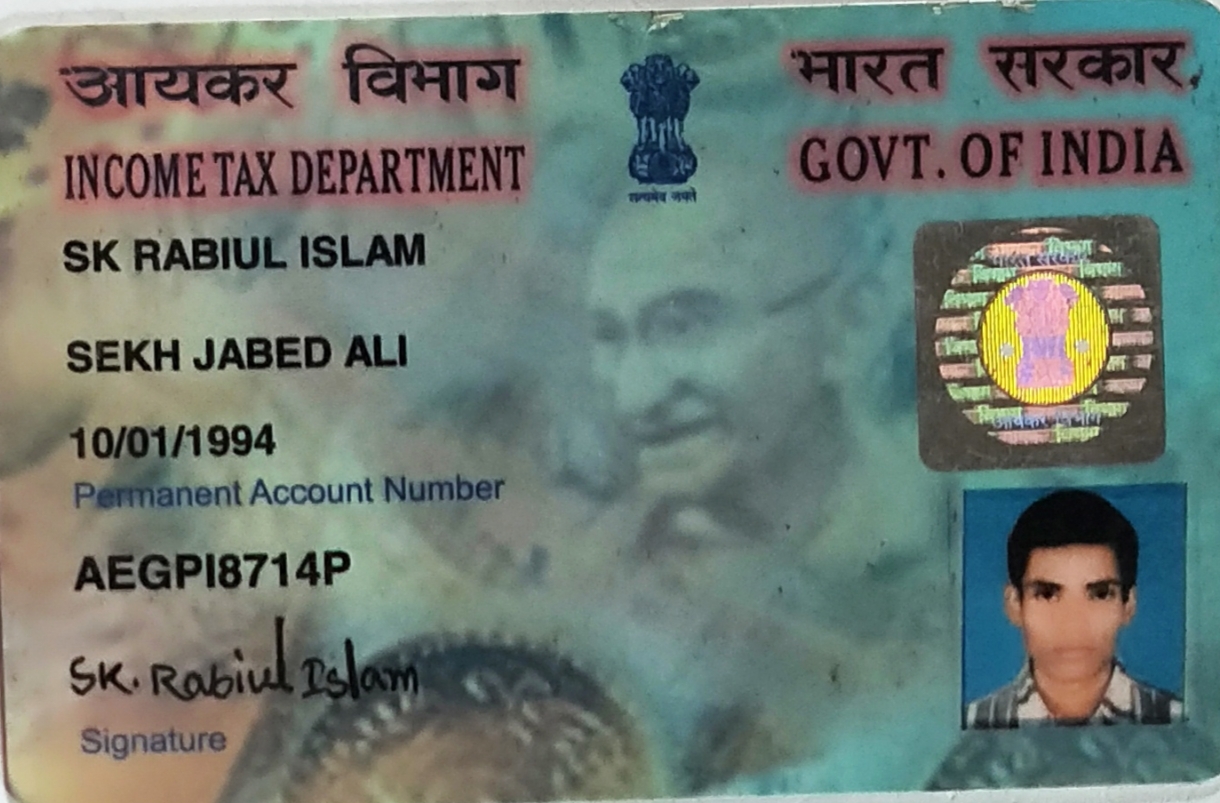 आयकर विभाग
भारत सरकार
INCOME TAX DEPARTMENT
GOVT. OF INDIA
सत्यमेव जयते
SK RABIUL ISLAM
SEKH JABED ALI
10/01/1994
Permanent Account Number
AEGPI8714P
SK. Rabiul Islam
Signature
आयकर विभाग